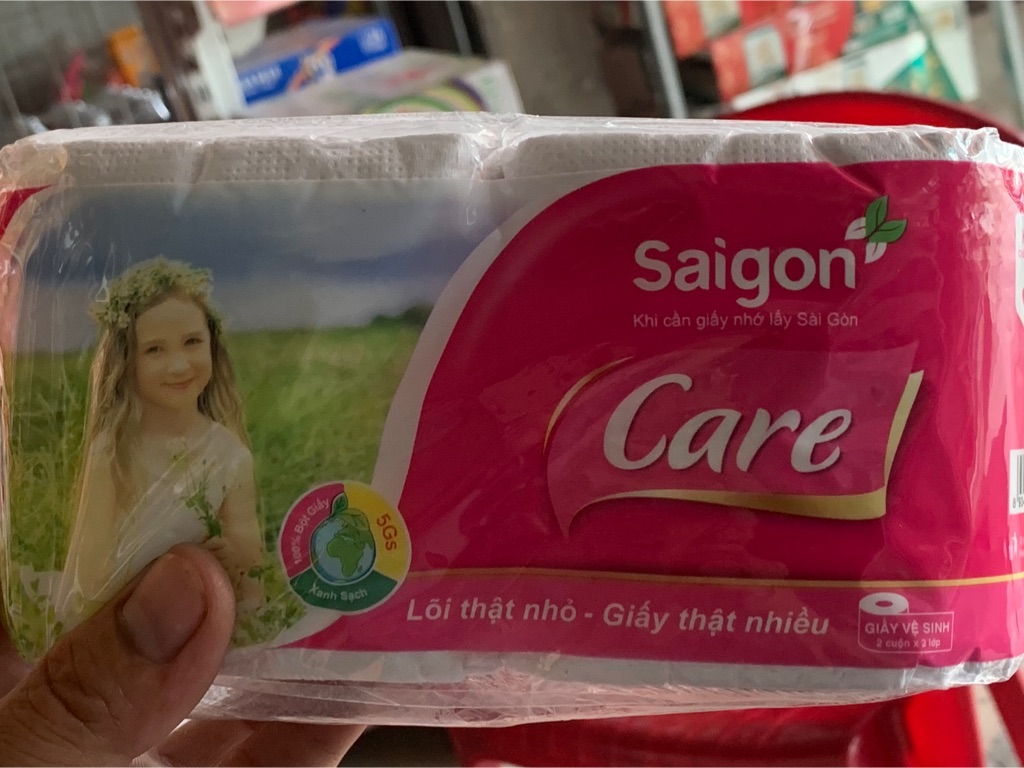 Saigon
Khi cần giấy nhớ lấy Sài Gòn
Care
100% Bột Giấy
5Gs
Xanh Sạch
Lõi thật nhỏ - Giấy thật nhiều
GIẤY VỆ SINH
2 cuộn x 2 lớp